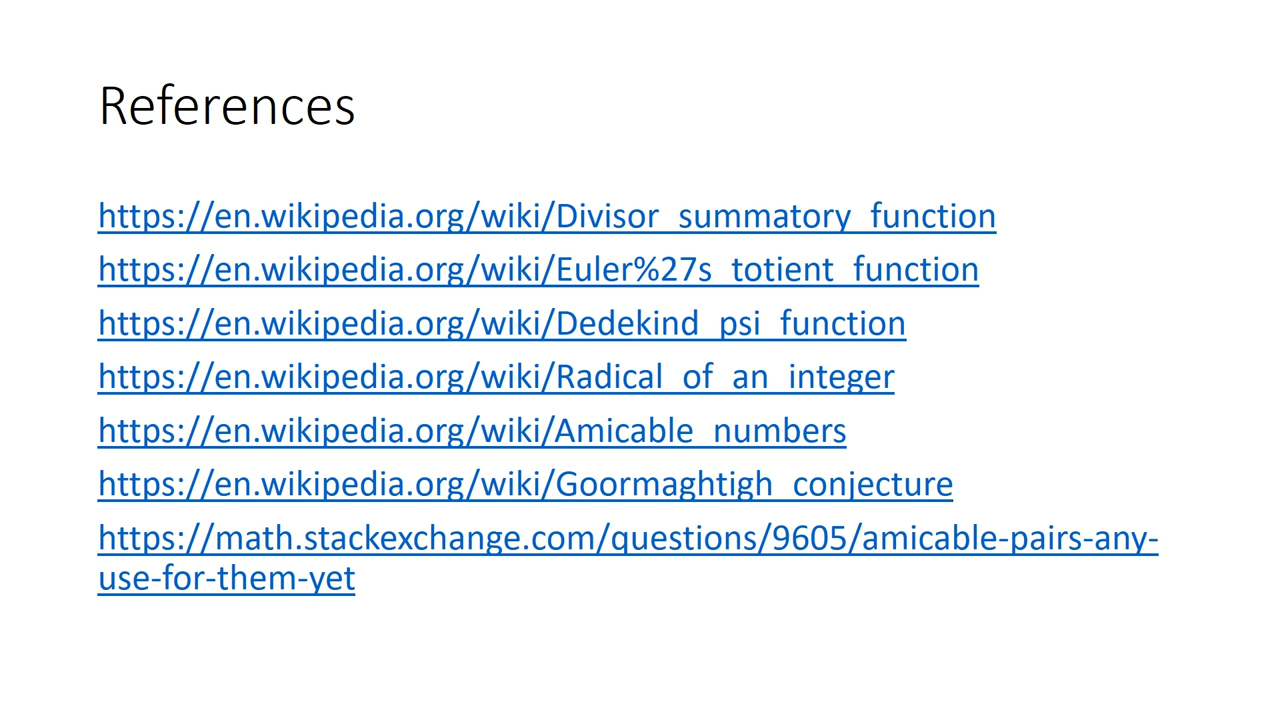 References
https://en.wikipedia.org/wiki/Divisor_summatory_function
https://en.wikipedia.org/wiki/Euler%27s_totient_function
https://en.wikipedia.org/wiki/Dedekind_psi_function
https://en.wikipedia.org/wiki/Radical_of_an_integer
https://en.wikipedia.org/wiki/Amicable_numbers
https://en.wikipedia.org/wiki/Goormaghtigh_conjecture
https://math.stackexchange.com/questions/9605/amicable-pairs-any-
use-for-them-yet